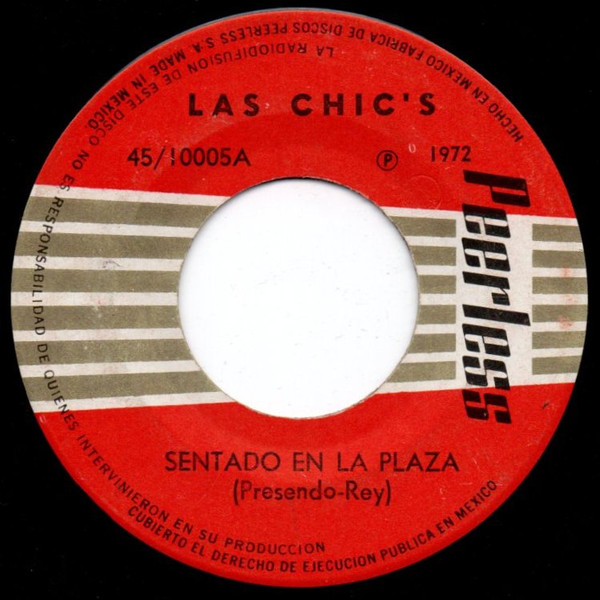 LAS CHIC'S
45/10005A
Ⓟ 1972
Peerless
SENTADO EN LA PLAZA
(Presendo-Rey)
HECHO EN MEXICO FABRICA DE DISCOS PEERLESS S.A. MADE IN MEXICO
LA RADIODIFUSION DE ESTE DISCO NO ES RESPONSABILIDAD DE QUIENES INTERVINIERON EN SU PRODUCCION
CUBIERTO EL DERECHO DE EJECUCION PUBLICA EN MEXICO